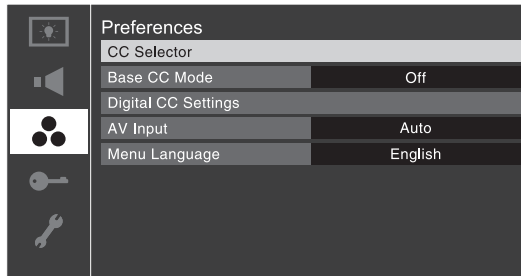 Preferences
CC Selector
Base CC Mode Off
Digital CC Settings
AV Input Auto
Menu Language English